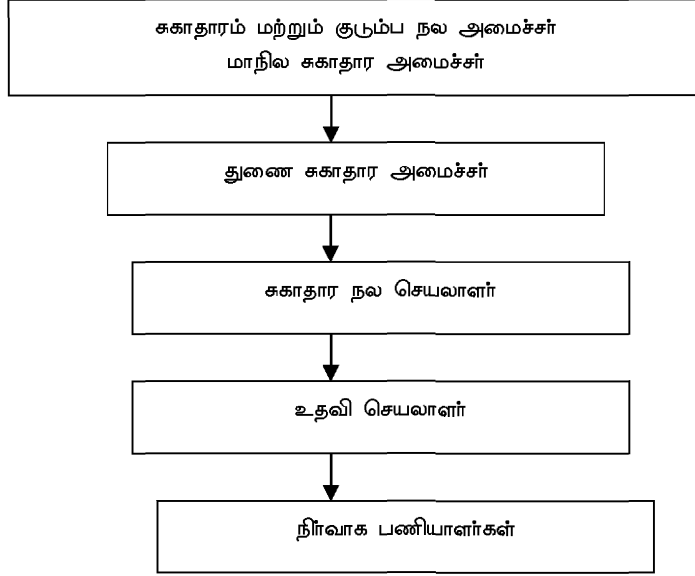 சுகாதாரம் மற்றும் குடும்ப நல அமைச்சர்
மாநில சுகாதார அமைச்சர்
துணை சுகாதார அமைச்சர்
சுகாதார நல செயலாளர்
உதவி செயலாளர்
நிர்வாக பணியாளர்கள்